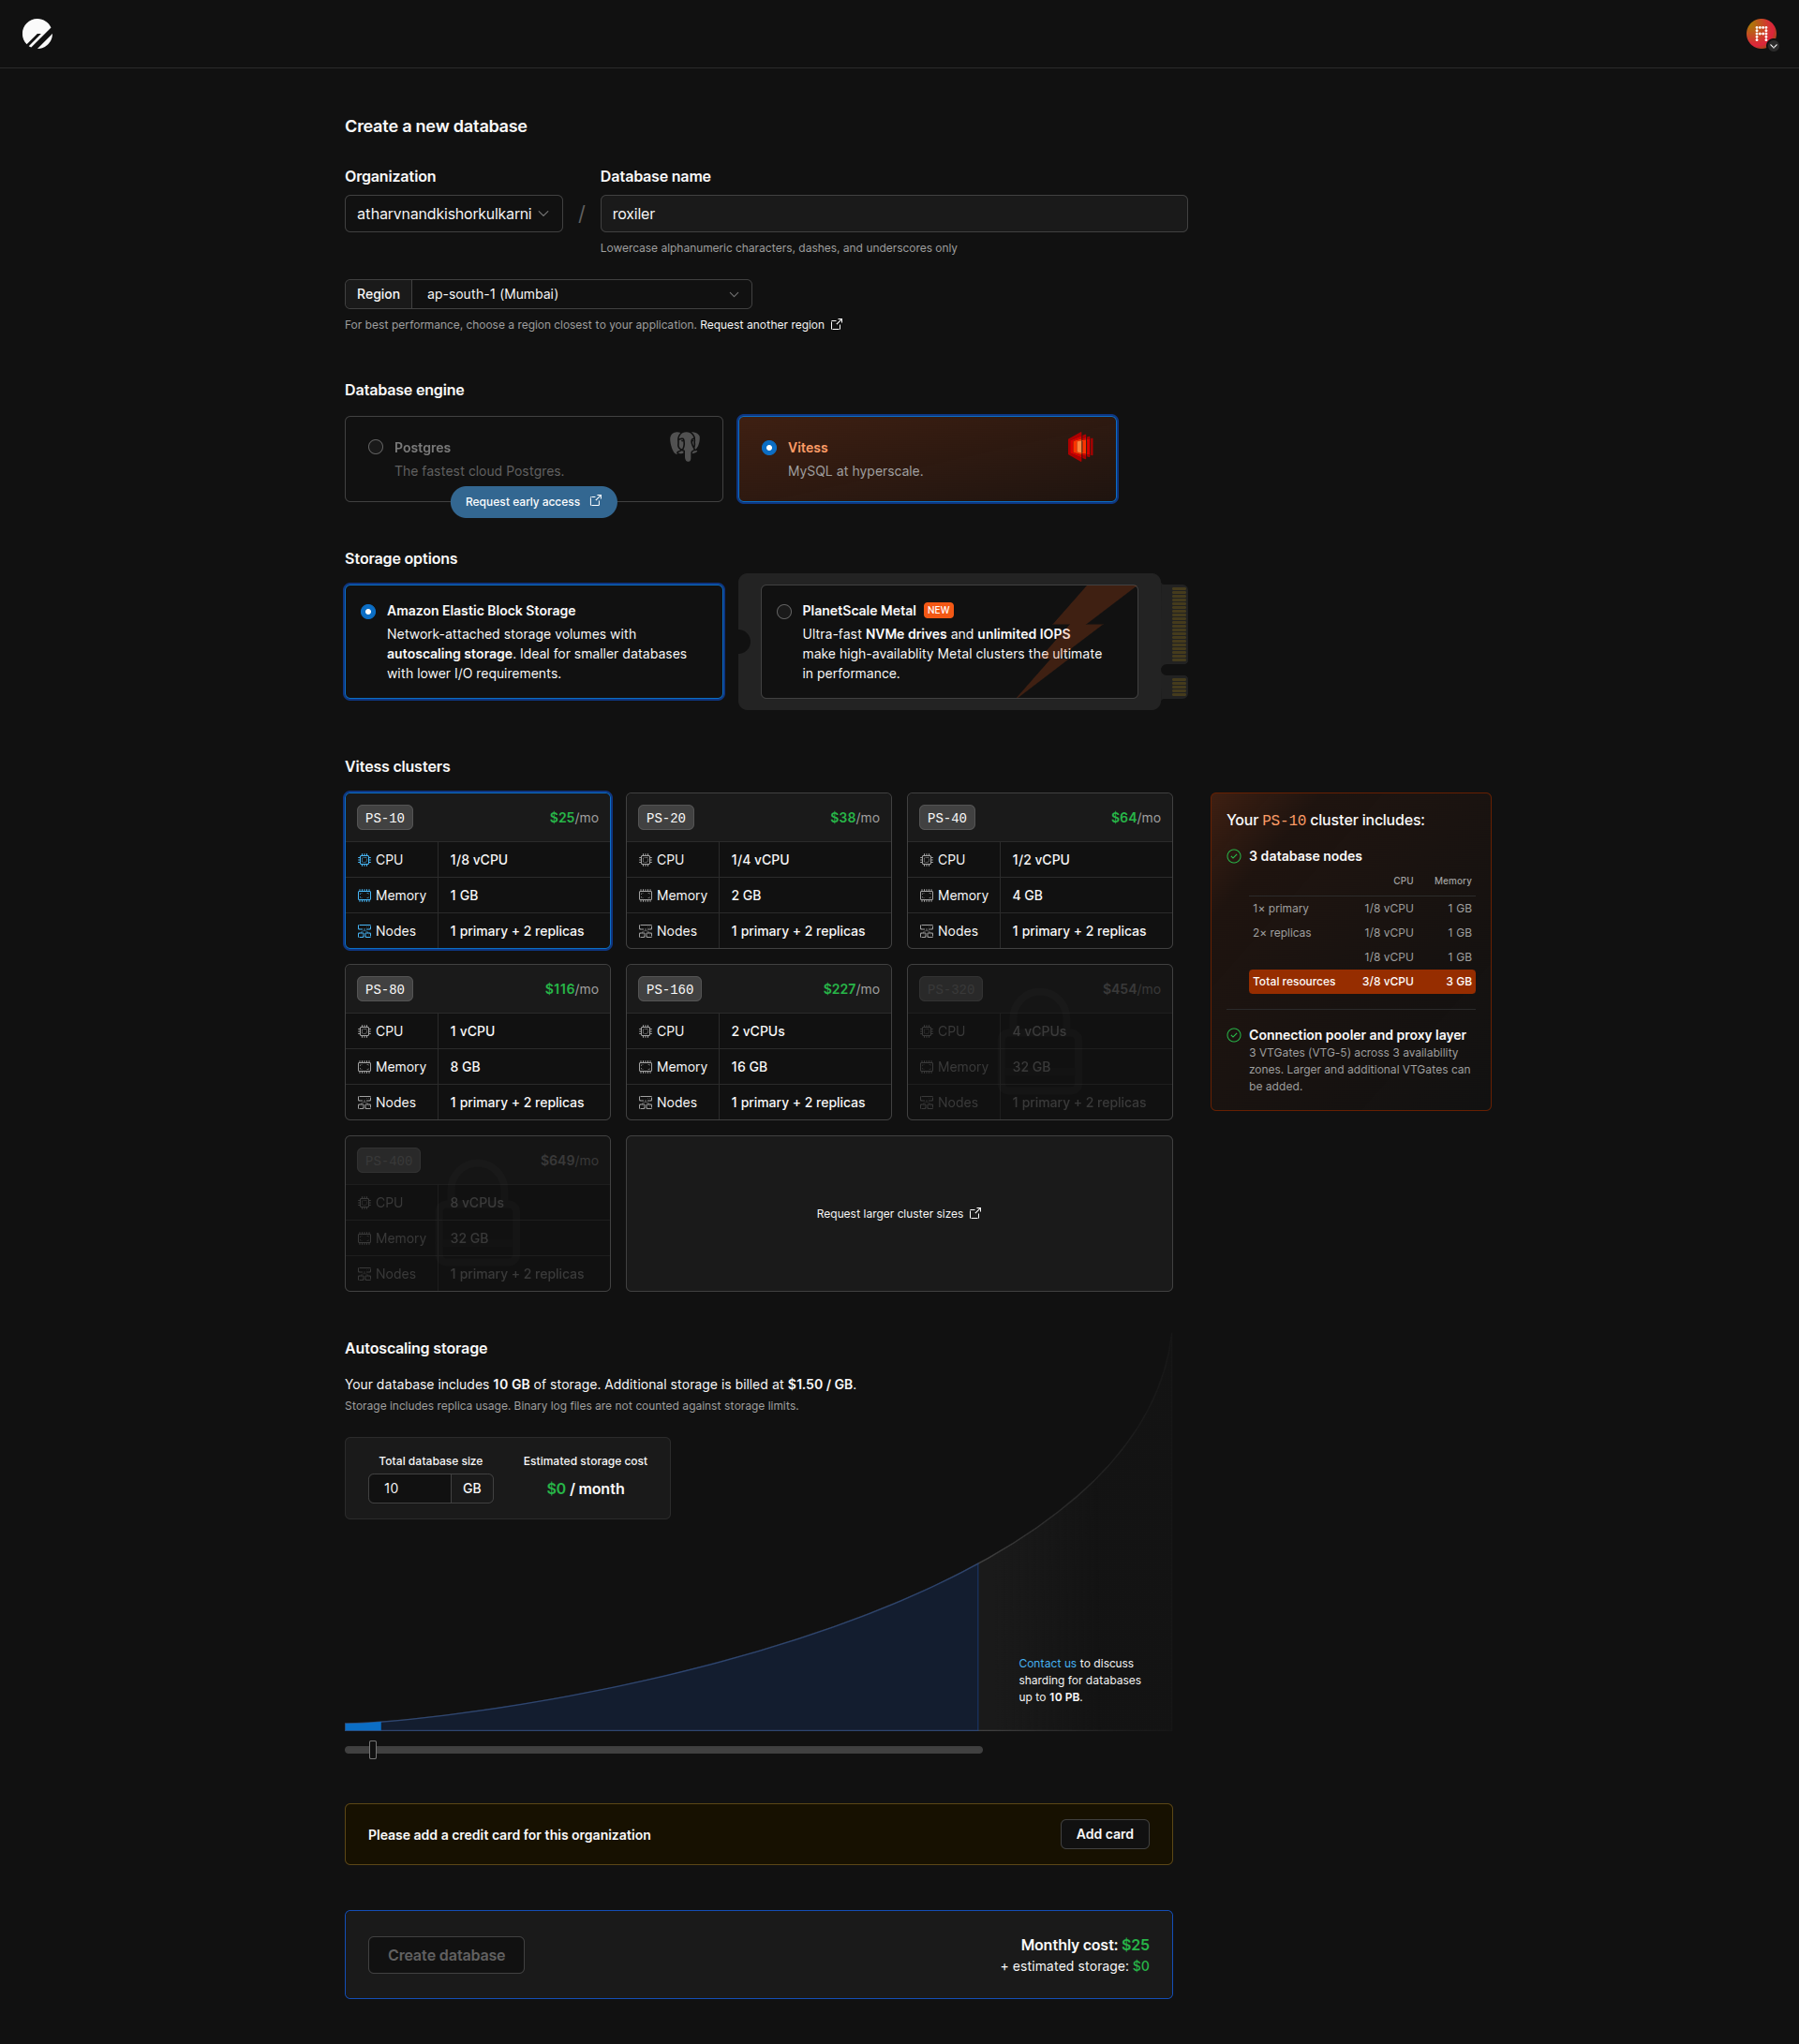 Create a new database
Organization
Database name
atharvnandkishorkulkarni
/
roxiler
Lowercase alphanumeric characters, dashes, and underscores only
Region
ap-south-1 (Mumbai)
For best performance, choose a region closest to your application. Request another region
Database engine
Postgres
The fastest cloud Postgres.
Request early access
Vitess
MySQL at hyperscale.
Storage options
Amazon Elastic Block Storage
Network-attached storage volumes with
autoscaling storage. Ideal for smaller databases
with lower I/O requirements.
PlanetScale Metal NEW
Ultra-fast NVMe drives and unlimited IOPS
make high-availablity Metal clusters the ultimate
in performance.
Vitess clusters
PS-10 $25/mo
CPU 1/8 vCPU
Memory 1 GB
Nodes 1 primary + 2 replicas
PS-20 $38/mo
CPU 1/4 vCPU
Memory 2 GB
Nodes 1 primary + 2 replicas
PS-40 $64/mo
CPU 1/2 vCPU
Memory 4 GB
Nodes 1 primary + 2 replicas
PS-80 $116/mo
CPU 1 vCPU
Memory 8 GB
Nodes 1 primary + 2 replicas
PS-160 $227/mo
CPU 2 vCPUs
Memory 16 GB
Nodes 1 primary + 2 replicas
PS-320 $454/mo
CPU 4 vCPUs
Memory 32 GB
Nodes 1 primary + 2 replicas
PS-400 $649/mo
CPU 8 vCPUs
Memory 32 GB
Nodes 1 primary + 2 replicas
Request larger cluster sizes
Your PS-10 cluster includes:
3 database nodes
CPU Memory
1× primary 1/8 vCPU 1 GB
2× replicas 1/8 vCPU 1 GB
1/8 vCPU 1 GB
Total resources 3/8 vCPU 3 GB
Connection pooler and proxy layer
3 VTGates (VTG-5) across 3 availability
zones. Larger and additional VTGates can
be added.
Autoscaling storage
Your database includes 10 GB of storage. Additional storage is billed at $1.50 / GB.
Storage includes replica usage. Binary log files are not counted against storage limits.
Total database size
10 GB
Estimated storage cost
$0 / month
Contact us to discuss
sharding for databases
up to 10 PB.
Please add a credit card for this organization
Add card
Create database
Monthly cost: $25
+ estimated storage: $0